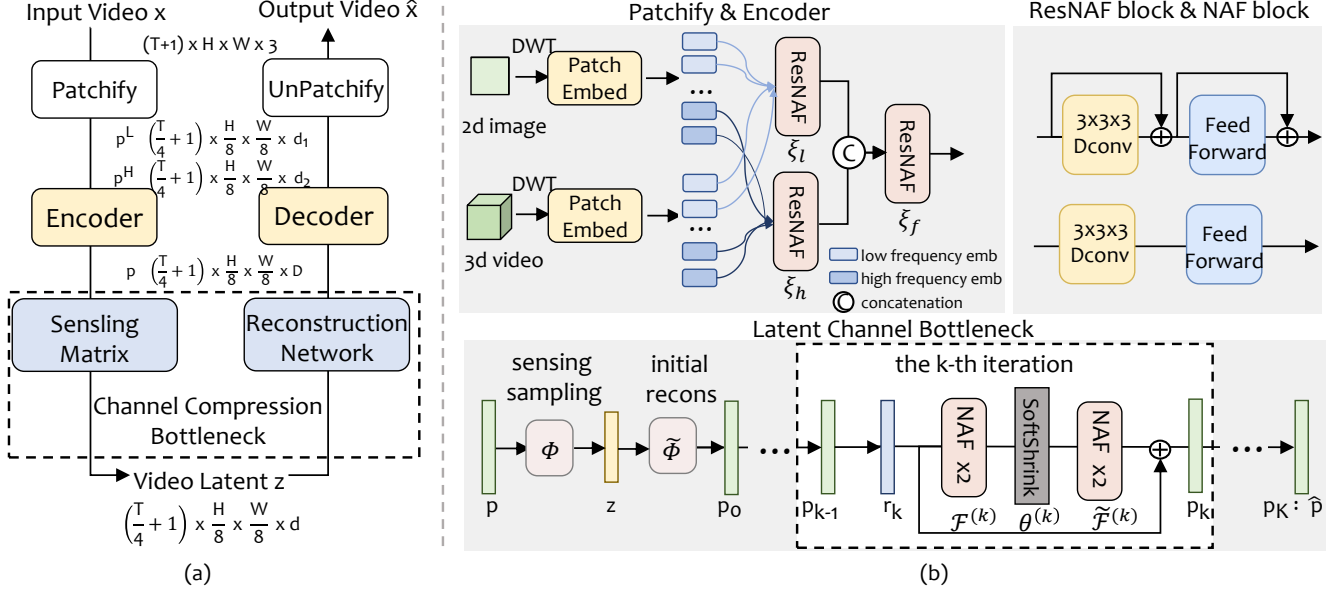 Input Video x
Output Video x̂
(T+1) x H x W x 3
Patchify
UnPatchify
p^L (T/4 + 1) x H/8 x W/8 x d₁
p^H (T/4 + 1) x H/8 x W/8 x d₂
Encoder
Decoder
p (T/4 + 1) x H/8 x W/8 x D
Sensling
Matrix
Reconstruction
Network
Channel Compression
Bottleneck
Video Latent z
(T/4 + 1) x H/8 x W/8 x d
(a)
Patchify & Encoder
DWT
Patch
Embed
...
2d image
ResNAF
ξ_l
C
ResNAF
ξ_f
DWT
Patch
Embed
...
3d video
ResNAF
ξ_h
low frequency emb
high frequency emb
C concatenation
ResNAF block & NAF block
3x3x3
Dconv
Feed
Forward
3x3x3
Dconv
Feed
Forward
Latent Channel Bottleneck
sensing
sampling
initial
recons
the k-th iteration
Φ
Φ̃
...
NAF x2
SoftShrink
NAF x2
...
p
z
p₀
p_{k-1}
r_k
ℱ^(k)
θ^(k)
ℱ̃^(k)
p_k
p_K : p̂
(b)